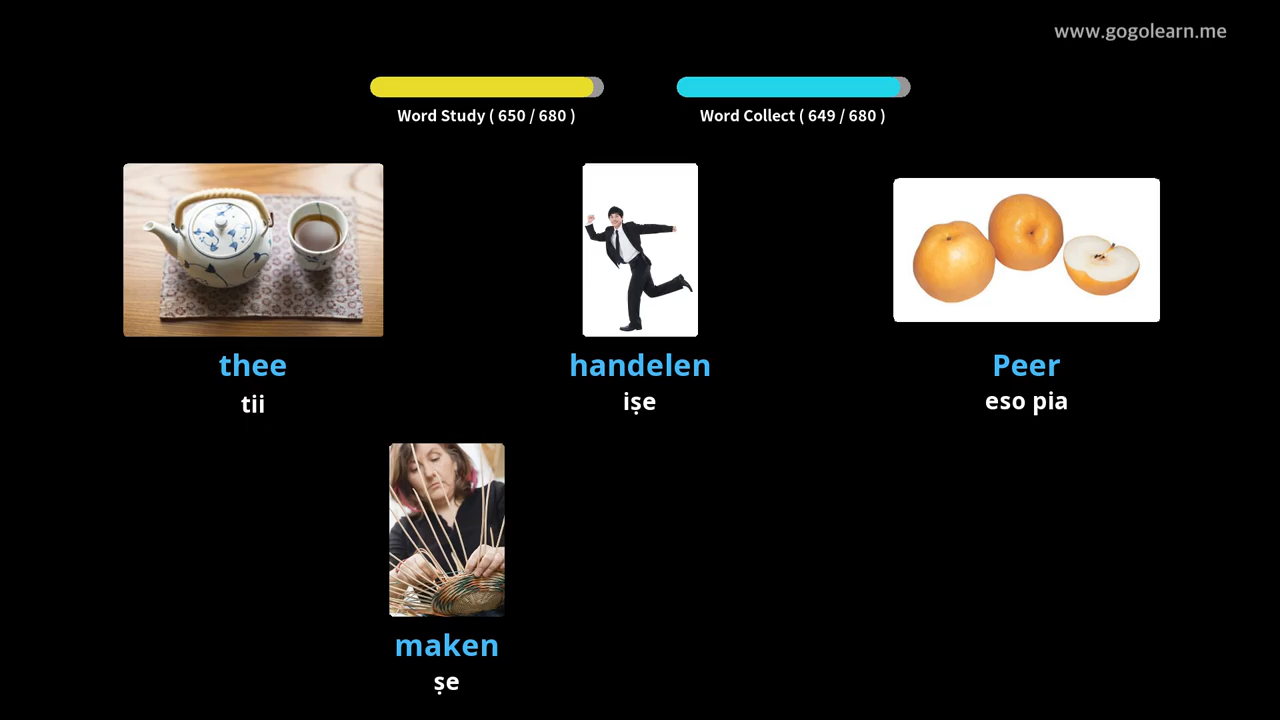 www.gogolearn.me
Word Study ( 650 / 680 )
Word Collect ( 649 / 680 )
thee
tii
handelen
iṣe
Peer
eso pia
maken
ṣe